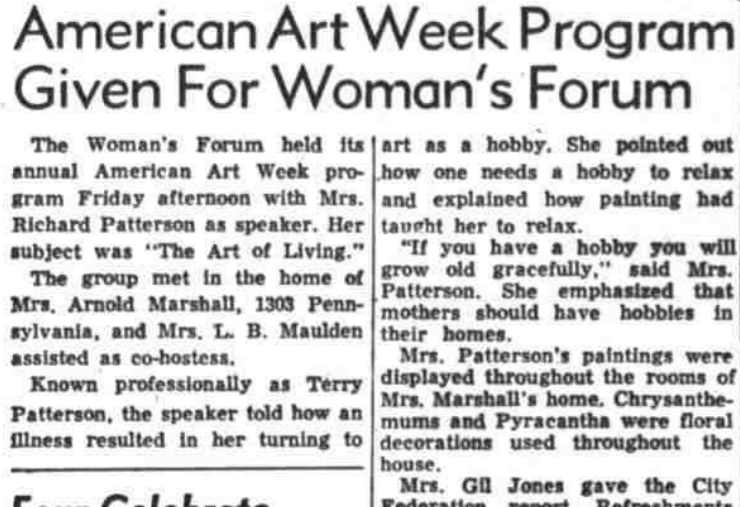 American Art Week Program
Given For Woman's Forum
The Woman's Forum held its
annual American Art Week pro-
gram Friday afternoon with Mrs.
Richard Patterson as speaker. Her
subject was "The Art of Living."
The group met in the home of
Mrs. Arnold Marshall, 1303 Penn-
sylvania, and Mrs. L. B. Maulden
assisted as co-hostess.
Known professionally as Terry
Patterson, the speaker told how an
illness resulted in her turning to
art as a hobby. She pointed out
how one needs a hobby to relax
and explained how painting had
taught her to relax.
"If you have a hobby you will
grow old gracefully," said Mrs.
Patterson. She emphasized that
mothers should have hobbies in
their homes.
Mrs. Patterson's paintings were
displayed throughout the rooms of
Mrs. Marshall's home. Chrysanthe-
mums and Pyracantha were floral
decorations used throughout the
house.
Mrs. Gil Jones gave the City
Federation report. Refreshments
Four Celebrate